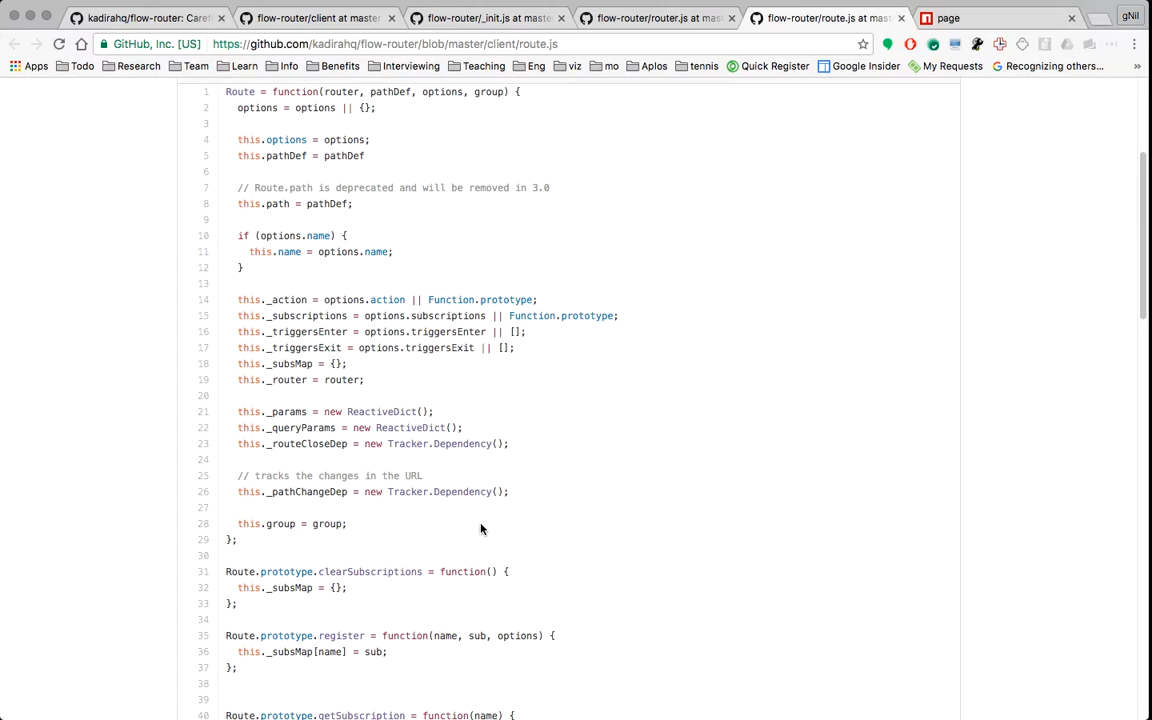 kadirahq/flow-router: Caref
flow-router/client at master
flow-router/_init.js at maste
flow-router/router.js at mas
flow-router/route.js at mast
page
gNil
GitHub, Inc. [US] https://github.com/kadirahq/flow-router/blob/master/client/route.js
Apps Todo Research Team Learn Info Benefits Interviewing Teaching Eng viz mo Aplos tennis Quick Register Google Insider My Requests Recognizing others... »
1 Route = function(router, pathDef, options, group) {
2 options = options || {};
3
4 this.options = options;
5 this.pathDef = pathDef
6
7 // Route.path is deprecated and will be removed in 3.0
8 this.path = pathDef;
9
10 if (options.name) {
11 this.name = options.name;
12 }
13
14 this._action = options.action || Function.prototype;
15 this._subscriptions = options.subscriptions || Function.prototype;
16 this._triggersEnter = options.triggersEnter || [];
17 this._triggersExit = options.triggersExit || [];
18 this._subsMap = {};
19 this._router = router;
20
21 this._params = new ReactiveDict();
22 this._queryParams = new ReactiveDict();
23 this._routeCloseDep = new Tracker.Dependency();
24
25 // tracks the changes in the URL
26 this._pathChangeDep = new Tracker.Dependency();
27
28 this.group = group;
29 };
30
31 Route.prototype.clearSubscriptions = function() {
32 this._subsMap = {};
33 };
34
35 Route.prototype.register = function(name, sub, options) {
36 this._subsMap[name] = sub;
37 };
38
39
40 Route.prototype.getSubscription = function(name) {